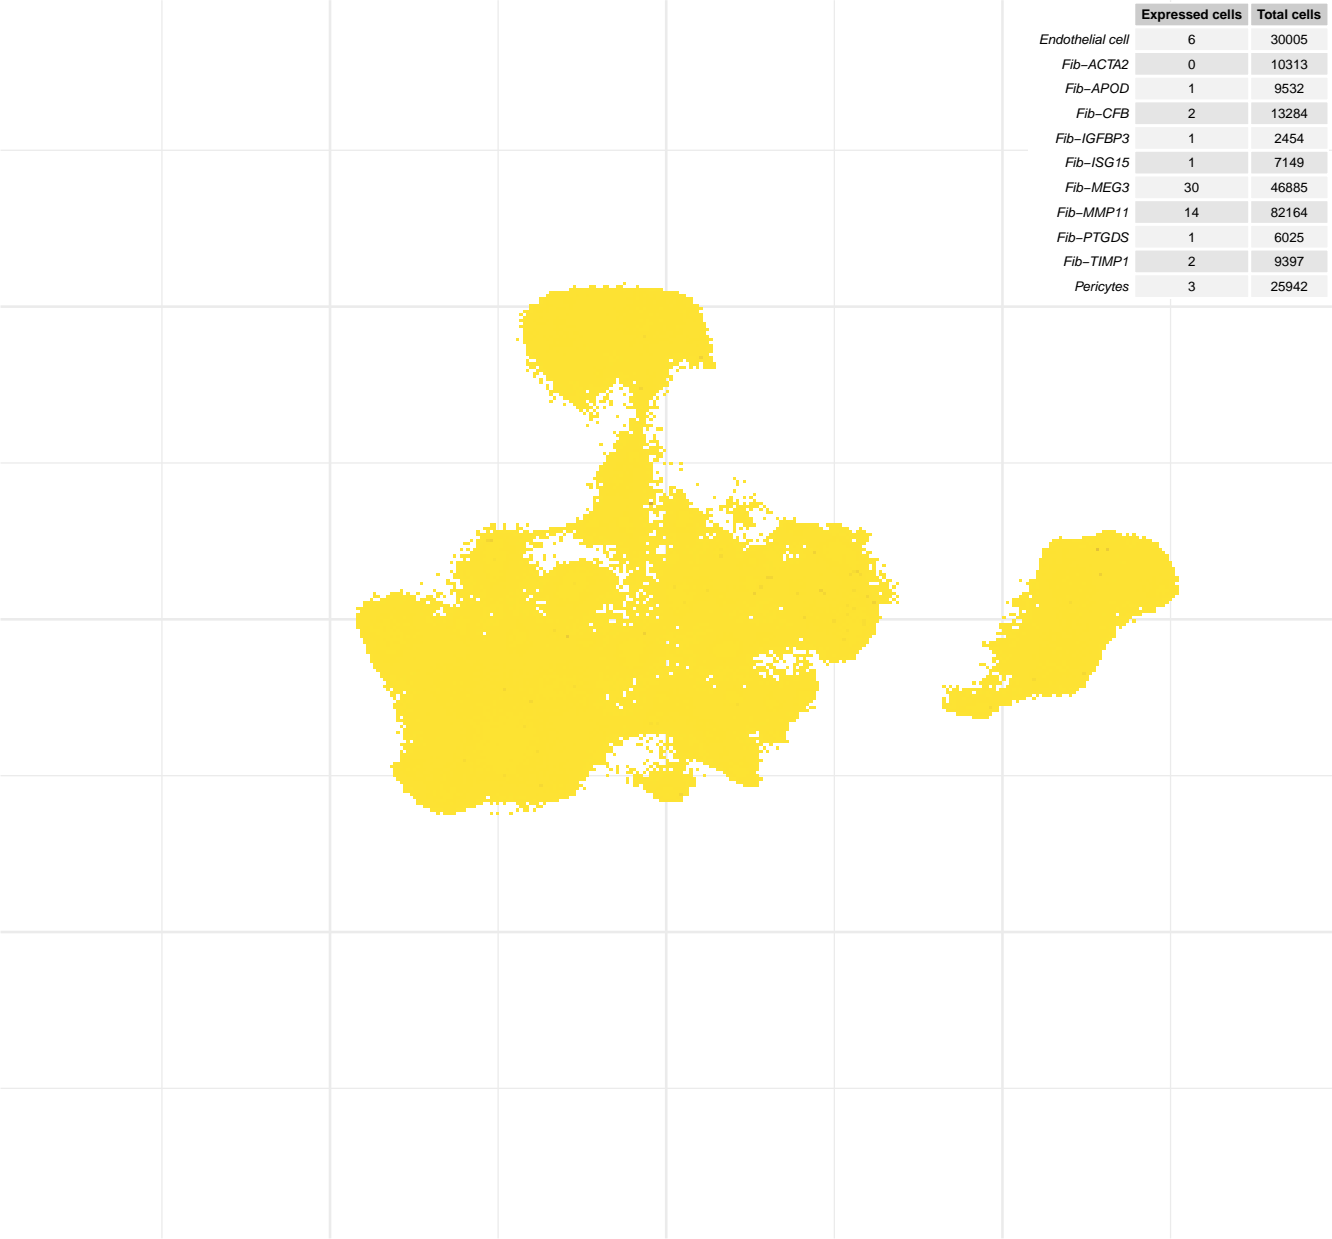 Expressed cells Total cells
Endothelial cell 6 30005
Fib−ACTA2 0 10313
Fib−APOD 1 9532
Fib−CFB 2 13284
Fib−IGFBP3 1 2454
Fib−ISG15 1 7149
Fib−MEG3 30 46885
Fib−MMP11 14 82164
Fib−PTGDS 1 6025
Fib−TIMP1 2 9397
Pericytes 3 25942